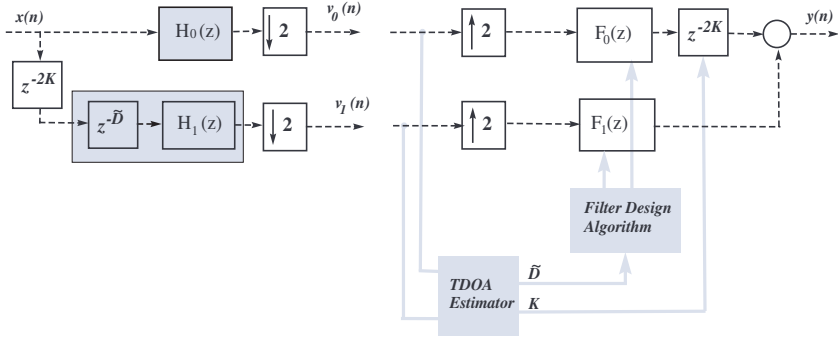 x(n)
H0(z)
2
v0(n)
2
F0(z)
z-2K
y(n)
z-2K
z-D̃
H1(z)
2
v1(n)
2
F1(z)
Filter Design
Algorithm
TDOA
Estimator
D̃
K